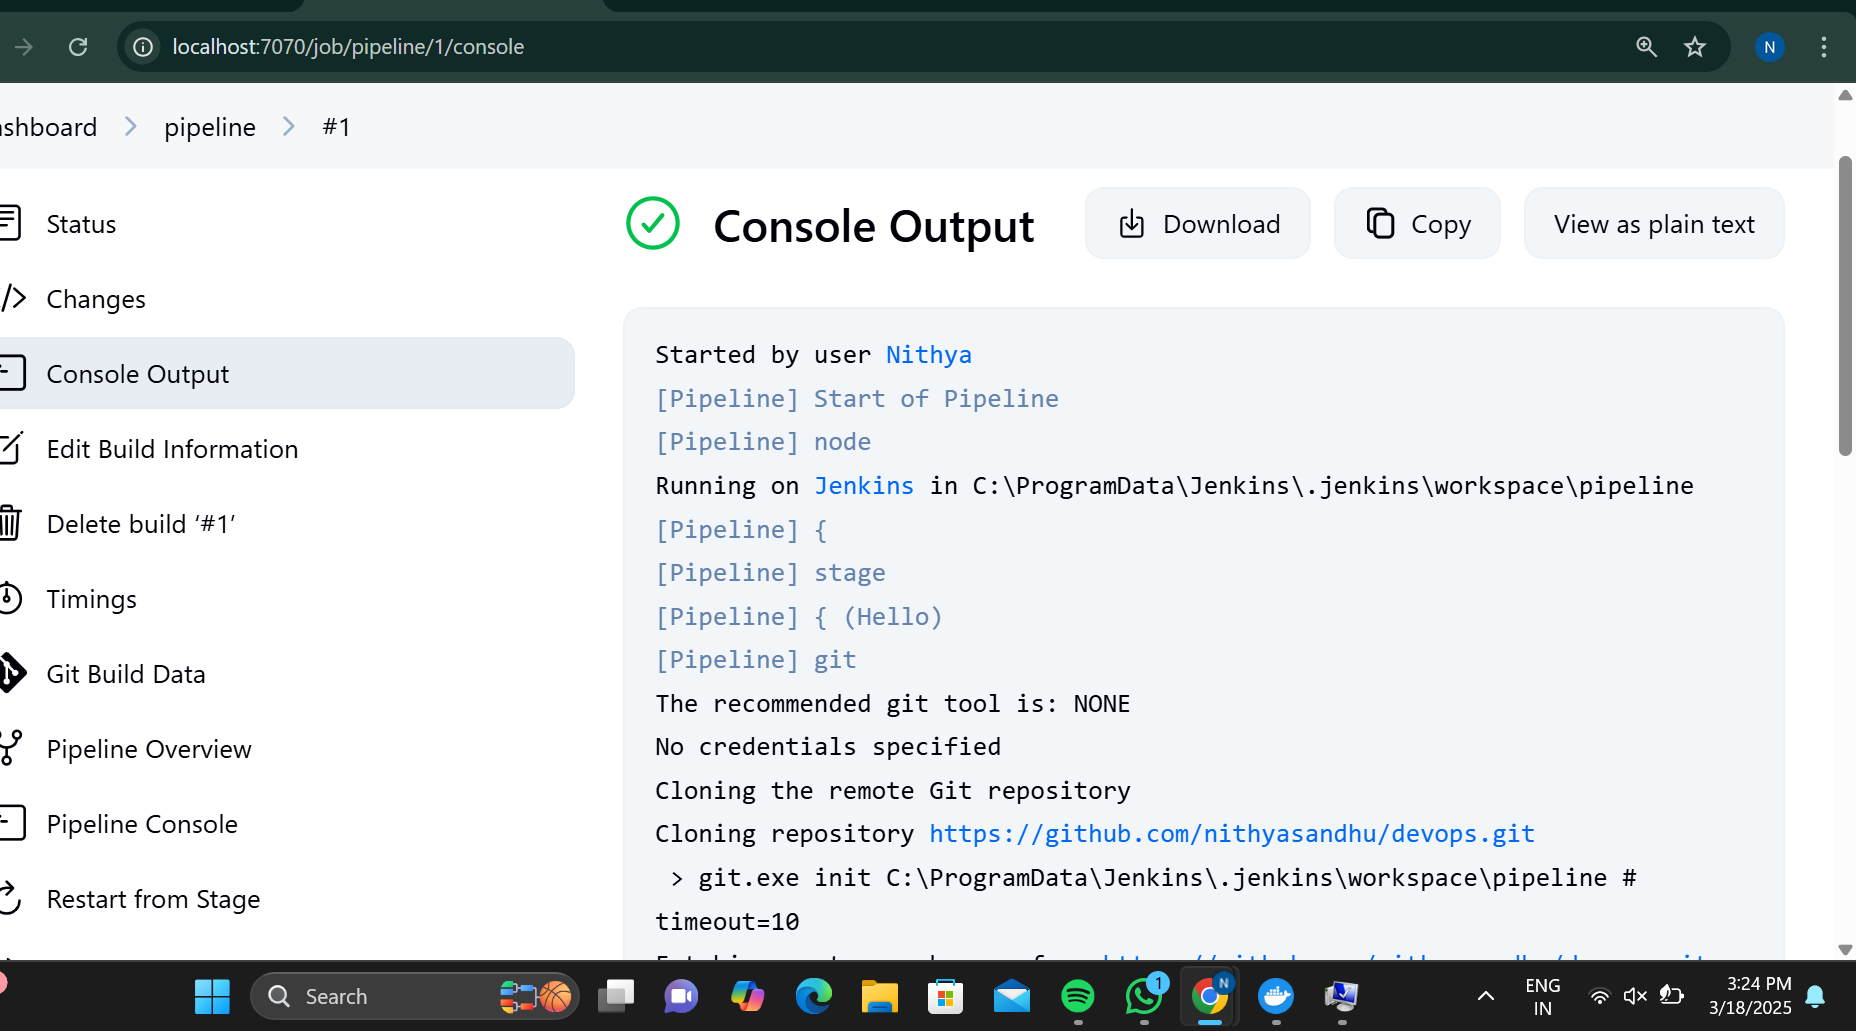 localhost:7070/job/pipeline/1/console
N
ashboard > pipeline > #1
Status
Changes
Console Output
Edit Build Information
Delete build ‘#1’
Timings
Git Build Data
Pipeline Overview
Pipeline Console
Restart from Stage
Console Output
Download
Copy
View as plain text
Started by user Nithya
[Pipeline] Start of Pipeline
[Pipeline] node
Running on Jenkins in C:\ProgramData\Jenkins\.jenkins\workspace\pipeline
[Pipeline] {
[Pipeline] stage
[Pipeline] { (Hello)
[Pipeline] git
The recommended git tool is: NONE
No credentials specified
Cloning the remote Git repository
Cloning repository https://github.com/nithyasandhu/devops.git
> git.exe init C:\ProgramData\Jenkins\.jenkins\workspace\pipeline #
timeout=10
Search
1
N
ENG
IN
3:24 PM
3/18/2025